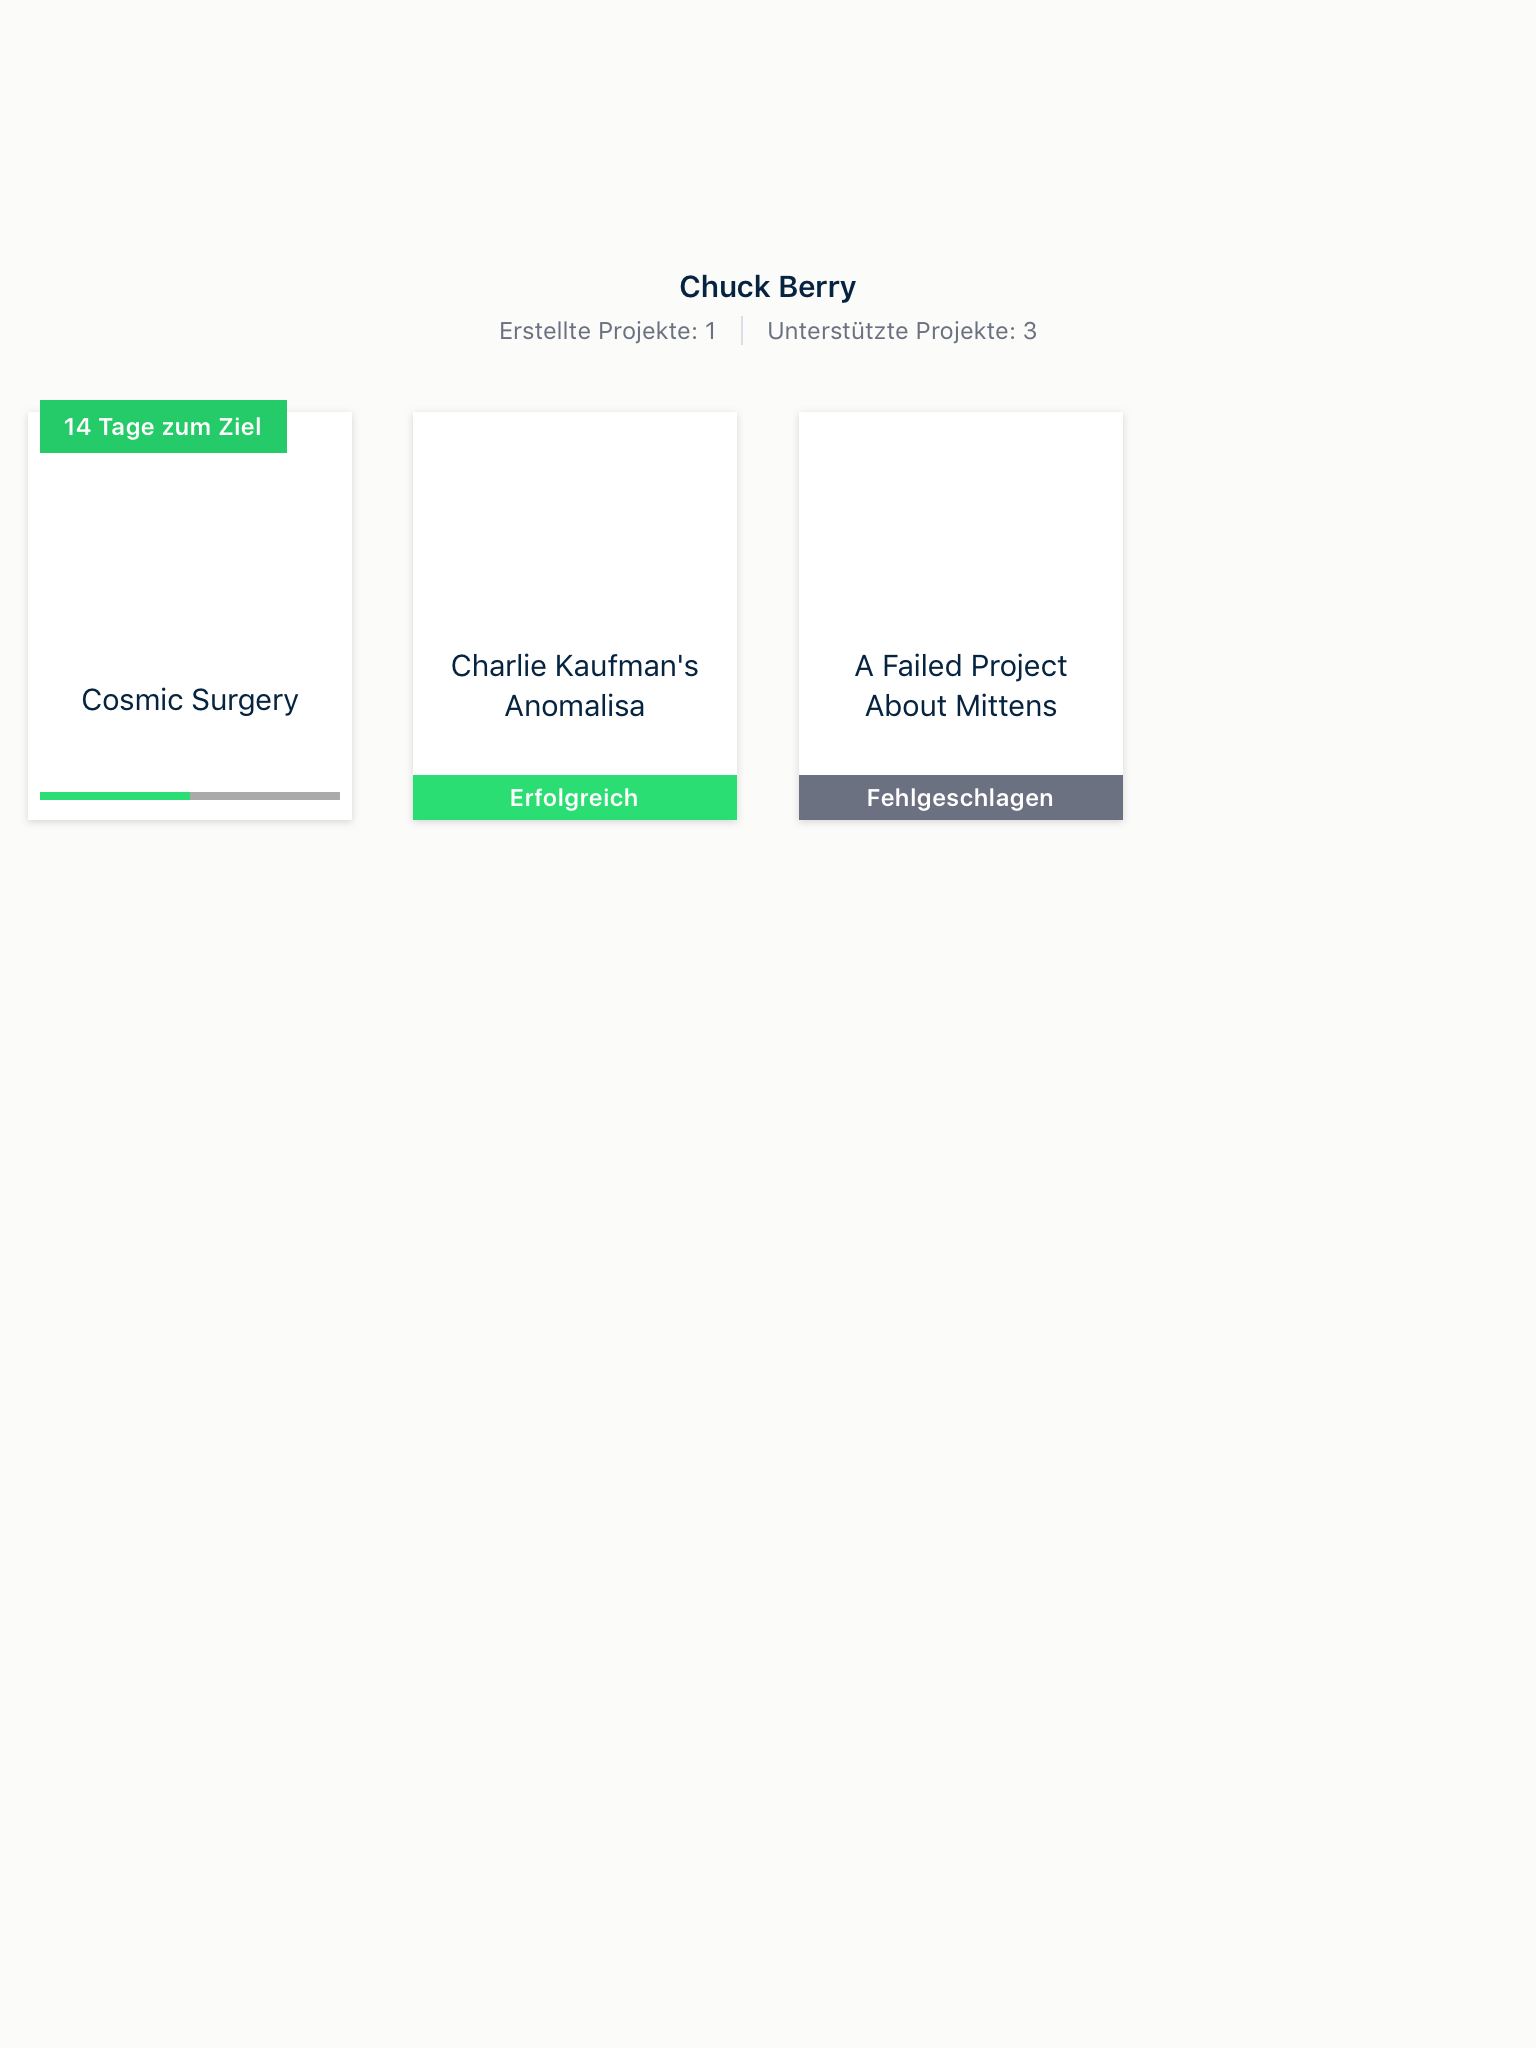 Chuck Berry
Erstellte Projekte: 1
Unterstützte Projekte: 3
14 Tage zum Ziel
Cosmic Surgery
Charlie Kaufman's
Anomalisa
Erfolgreich
A Failed Project
About Mittens
Fehlgeschlagen